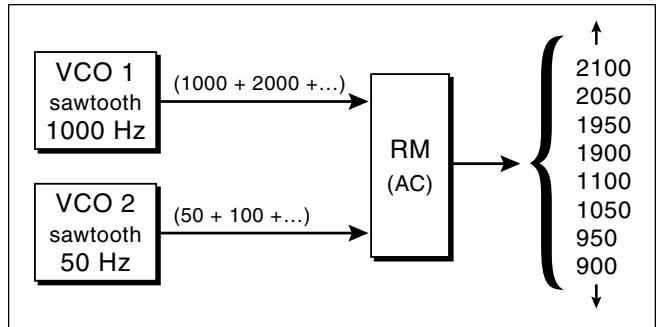 VCO 1
sawtooth
1000 Hz
(1000 + 2000 +...)
VCO 2
sawtooth
50 Hz
(50 + 100 +...)
RM
(AC)
2100
2050
1950
1900
1100
1050
950
900